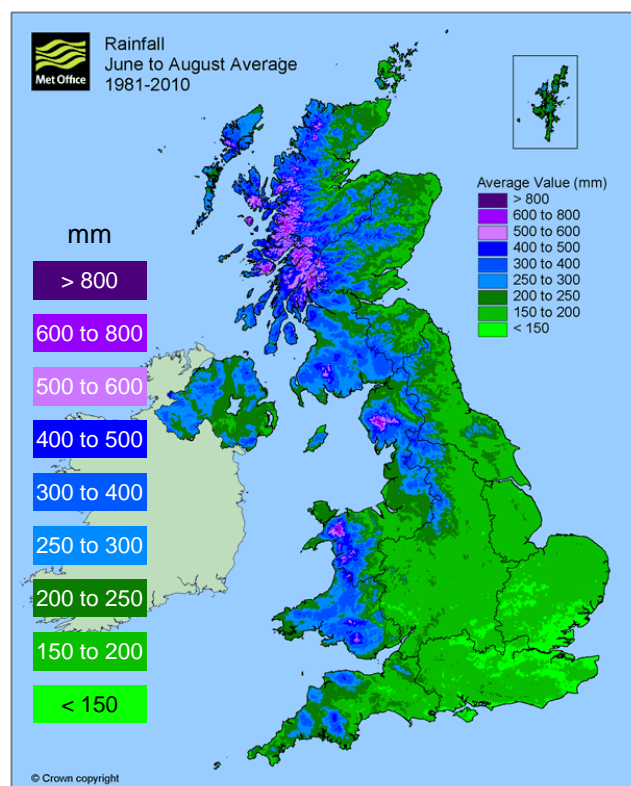 Met Office
Rainfall
June to August Average
1981-2010
Average Value (mm)
> 800
600 to 800
500 to 600
400 to 500
300 to 400
250 to 300
200 to 250
150 to 200
< 150
mm
> 800
600 to 800
500 to 600
400 to 500
300 to 400
250 to 300
200 to 250
150 to 200
< 150
© Crown copyright